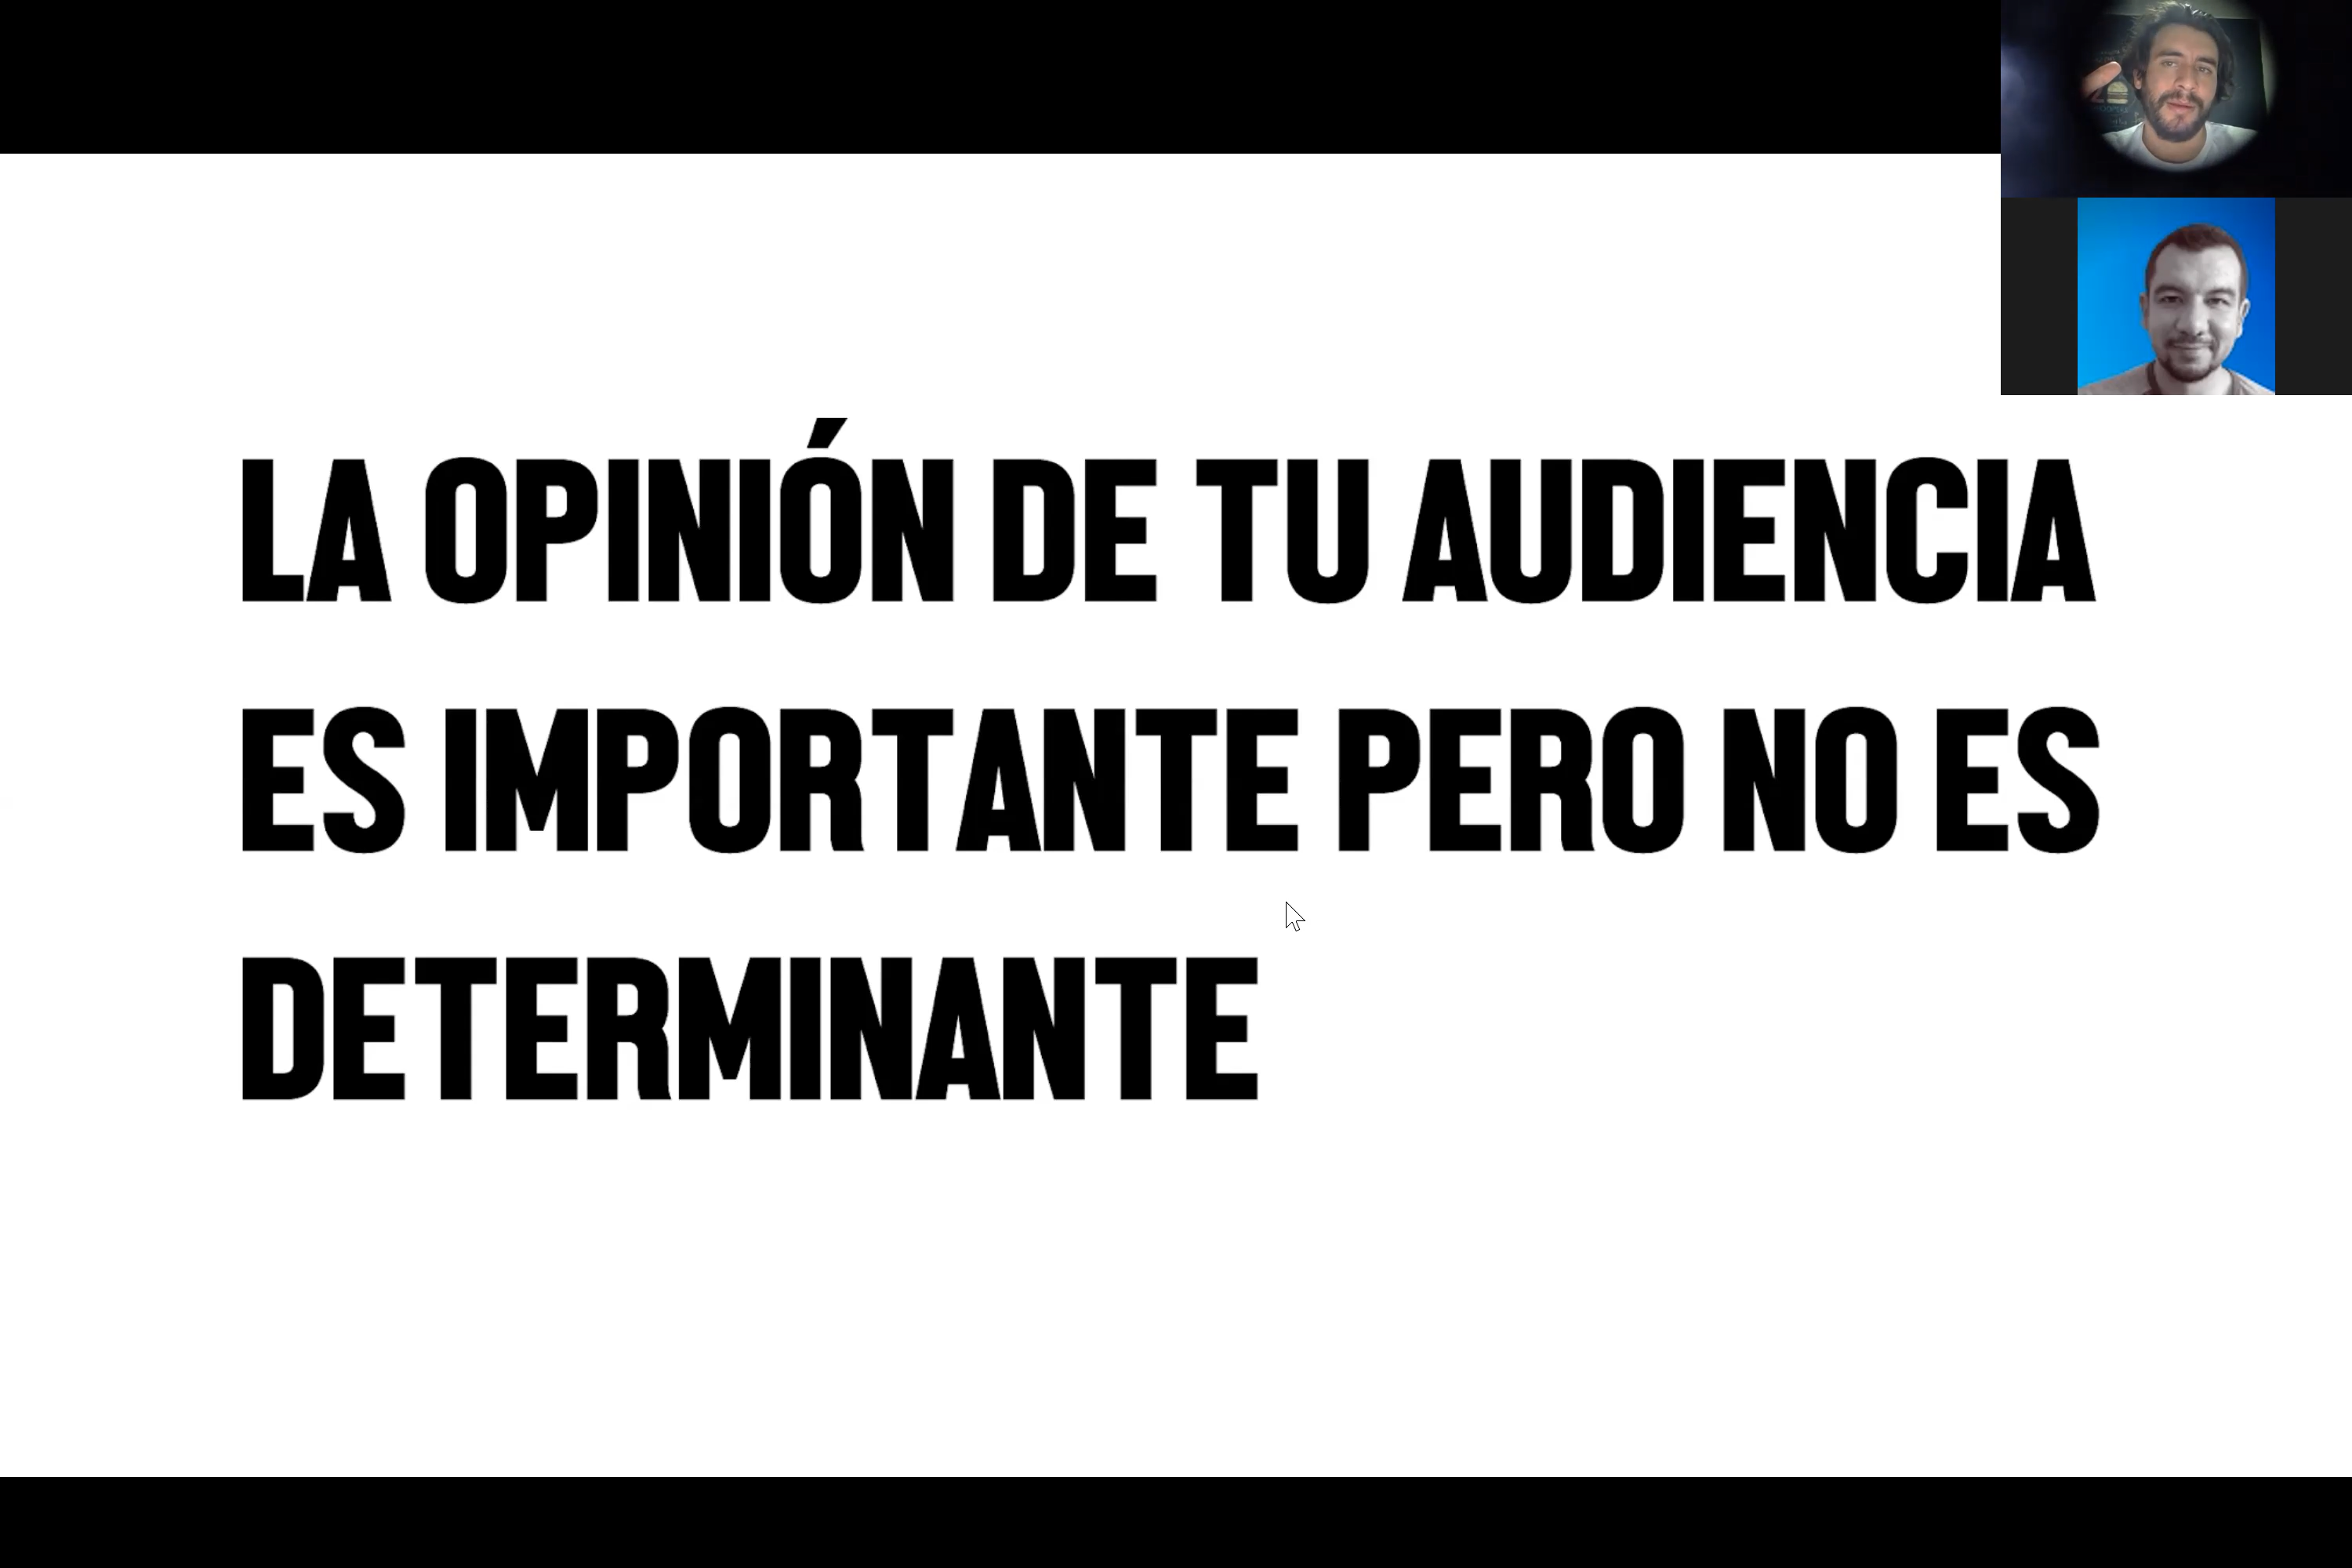 LA OPINIÓN DE TU AUDIENCIA
ES IMPORTANTE PERO NO ES
DETERMINANTE